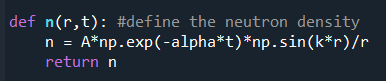 def n(r,t): #define the neutron density
    n = A*np.exp(-alpha*t)*np.sin(k*r)/r
    return n